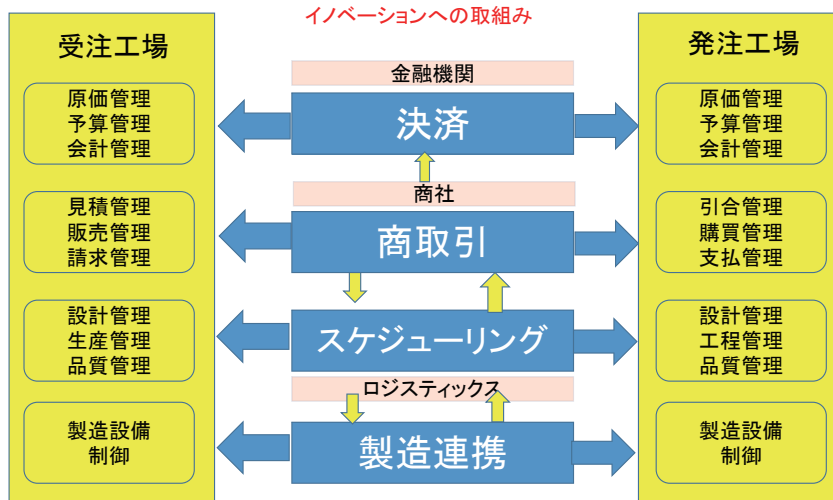 イノベーションへの取組み
受注工場
原価管理
予算管理
会計管理
見積管理
販売管理
請求管理
設計管理
生産管理
品質管理
製造設備
制御
金融機関
決済
商社
商取引
スケジューリング
ロジスティックス
製造連携
発注工場
原価管理
予算管理
会計管理
引合管理
購買管理
支払管理
設計管理
工程管理
品質管理
製造設備
制御